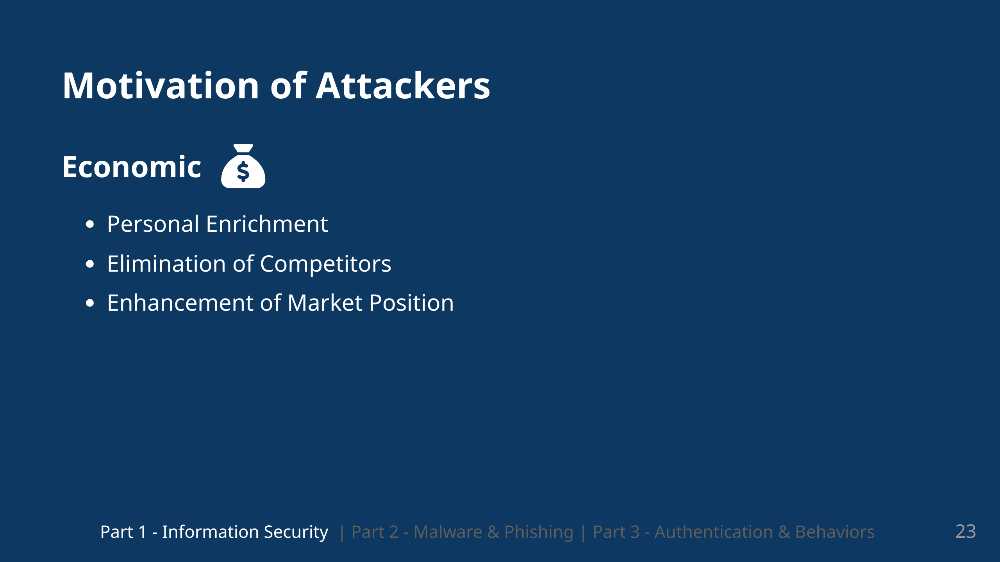 Motivation of Attackers
Economic
$
• Personal Enrichment
• Elimination of Competitors
• Enhancement of Market Position
Part 1 - Information Security | Part 2 - Malware & Phishing | Part 3 - Authentication & Behaviors 23